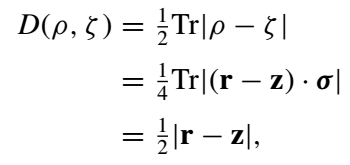 D(ρ, ζ) = ½Tr|ρ − ζ|
= ¼Tr|(r − z) · σ|
= ½|r − z|,